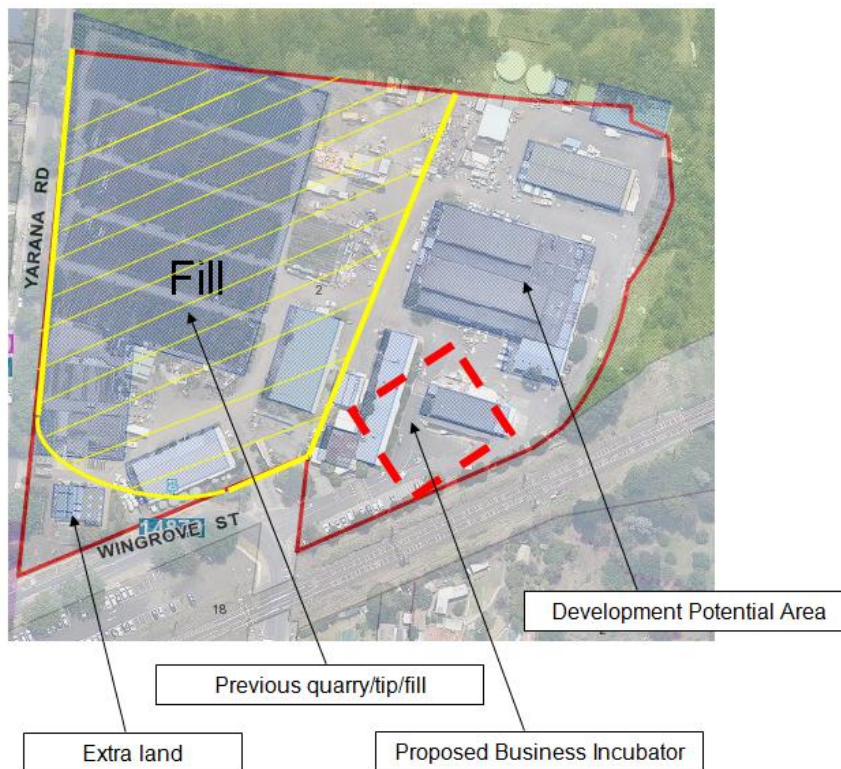 YARANA RD
Fill
2
WINGROVE ST
18
Development Potential Area
Previous quarry/tip/fill
Extra land
Proposed Business Incubator